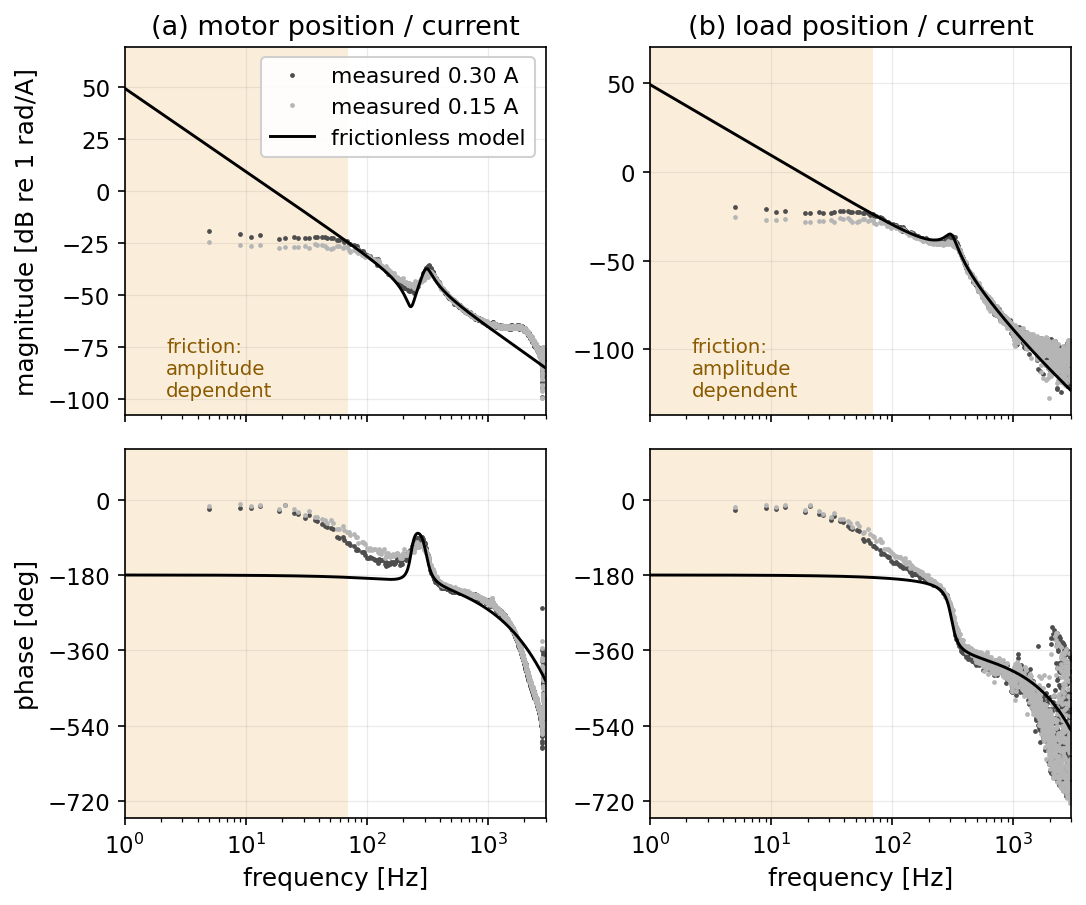 (a) motor position / current
(b) load position / current
magnitude [dB re 1 rad/A]
50
25
0
−25
−50
−75
−100
measured 0.30 A
measured 0.15 A
frictionless model
friction:
amplitude
dependent
50
0
−50
−100
friction:
amplitude
dependent
phase [deg]
0
−180
−360
−540
−720
10⁰
10¹
10²
10³
frequency [Hz]
0
−180
−360
−540
−720
10⁰
10¹
10²
10³
frequency [Hz]